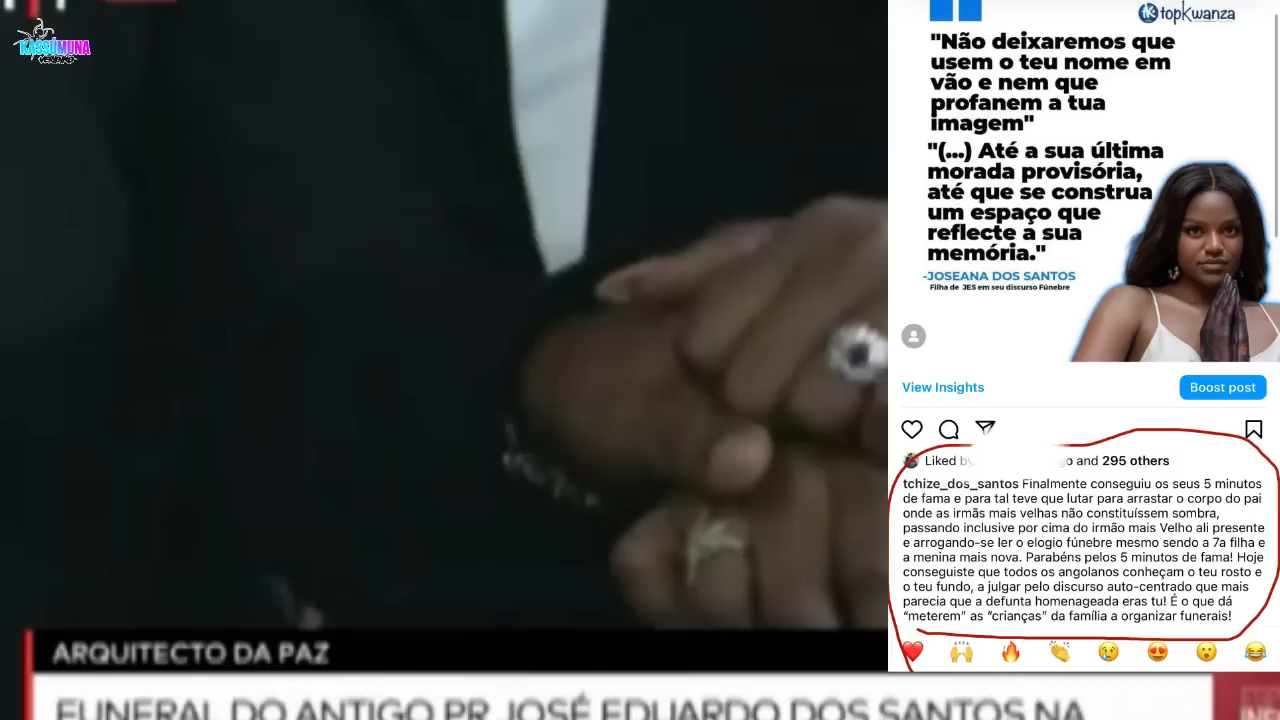 KASSUMUNA
VERDING
topkwanza
"Não deixaremos que
usem o teu nome em
vão e nem que
profanem a tua
imagem"
"(...) Até a sua última
morada provisória,
até que se construa
um espaço que
reflecte a sua
memória."
-JOSEANA DOS SANTOS
Filha de JES em seu discurso Fúnebre
View Insights
Boost post
Liked by
o and 295 others
tchize_dos_santos Finalmente conseguiu os seus 5 minutos
de fama e para tal teve que lutar para arrastar o corpo do pai
onde as irmãs mais velhas não constituíssem sombra,
passando inclusive por cima do irmão mais Velho ali presente
e arrogando-se ler o elogio fúnebre mesmo sendo a 7a filha e
a menina mais nova. Parabéns pelos 5 minutos de fama! Hoje
conseguiste que todos os angolanos conheçam o teu rosto e
o teu fundo, a julgar pelo discurso auto-centrado que mais
parecia que a defunta homenageada eras tu! É o que dá
“meterem” as “crianças” da família a organizar funerais!
ARQUITECTO DA PAZ
FUNERAL DO ANTIGO PR JOSÉ EDUARDO DOS SANTOS NA